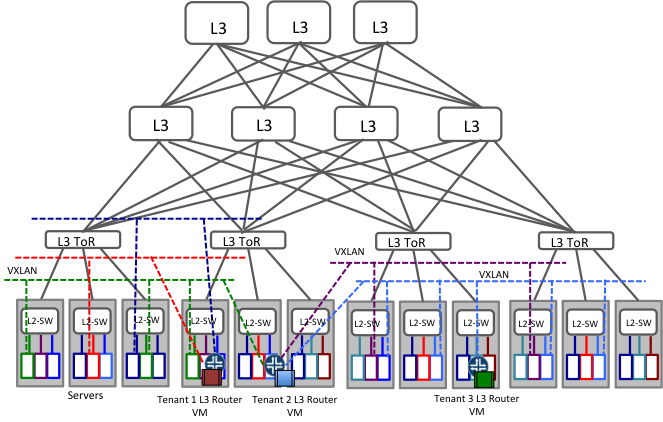 L3 L3 L3
L3 L3 L3 L3
L3 ToR L3 ToR L3 ToR L3 ToR
VXLAN
VXLAN VXLAN
L2-SW L2-SW L2-SW L2-SW L2-SW L2-SW L2-SW L2-SW L2-SW L2-SW L2-SW L2-SW
Servers
Tenant 1 L3 Router
VM
Tenant 2 L3 Router
VM
Tenant 3 L3 Router
VM